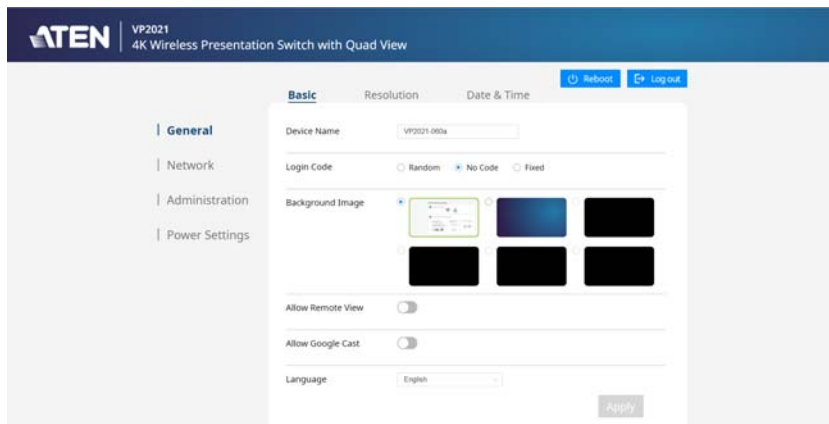 ATEN
VP2021
4K Wireless Presentation Switch with Quad View
Reboot
Log out
Basic Resolution Date & Time
General
Network
Administration
Power Settings
Device Name VP2021-060a
Login Code Random No Code Fixed
Background Image
Allow Remote View
Allow Google Cast
Language English
Apply